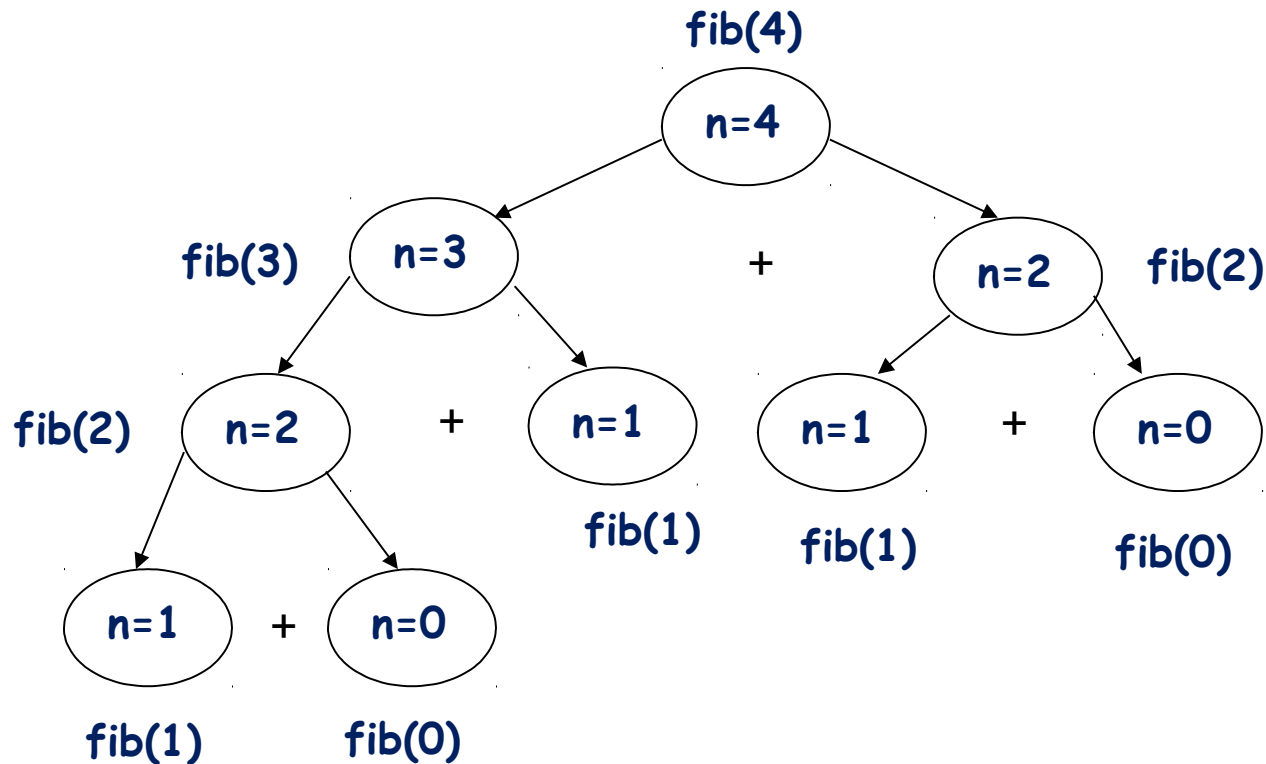 fib(4)
n=4
fib(3)
n=3
+
n=2
fib(2)
fib(2)
n=2
+
n=1
n=1
+
n=0
fib(1)
fib(1)
fib(0)
n=1
+
n=0
fib(1)
fib(0)